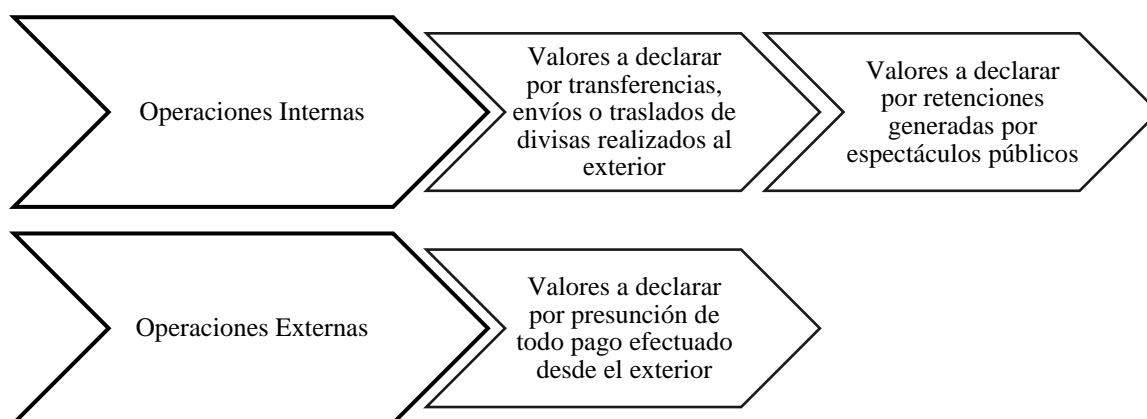 Operaciones Internas
Valores a declarar
por transferencias,
envíos o traslados de
divisas realizados al
exterior
Valores a declarar
por retenciones
generadas por
espectáculos públicos
Operaciones Externas
Valores a declarar
por presunción de
todo pago efectuado
desde el exterior